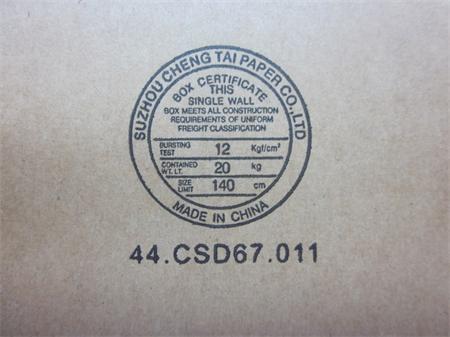 SUZHOU CHENG TAI PAPER CO.,LTD
BOX CERTIFICATE
THIS
SINGLE WALL
BOX MEETS ALL CONSTRUCTION
REQUIREMENTS OF UNIFORM
FREIGHT CLASSIFICATION
BURSTING TEST 12 Kgf/cm²
CONTAINED WT. LT. 20 kg
SIZE LIMIT 140 cm
MADE IN CHINA
44.CSD67.011